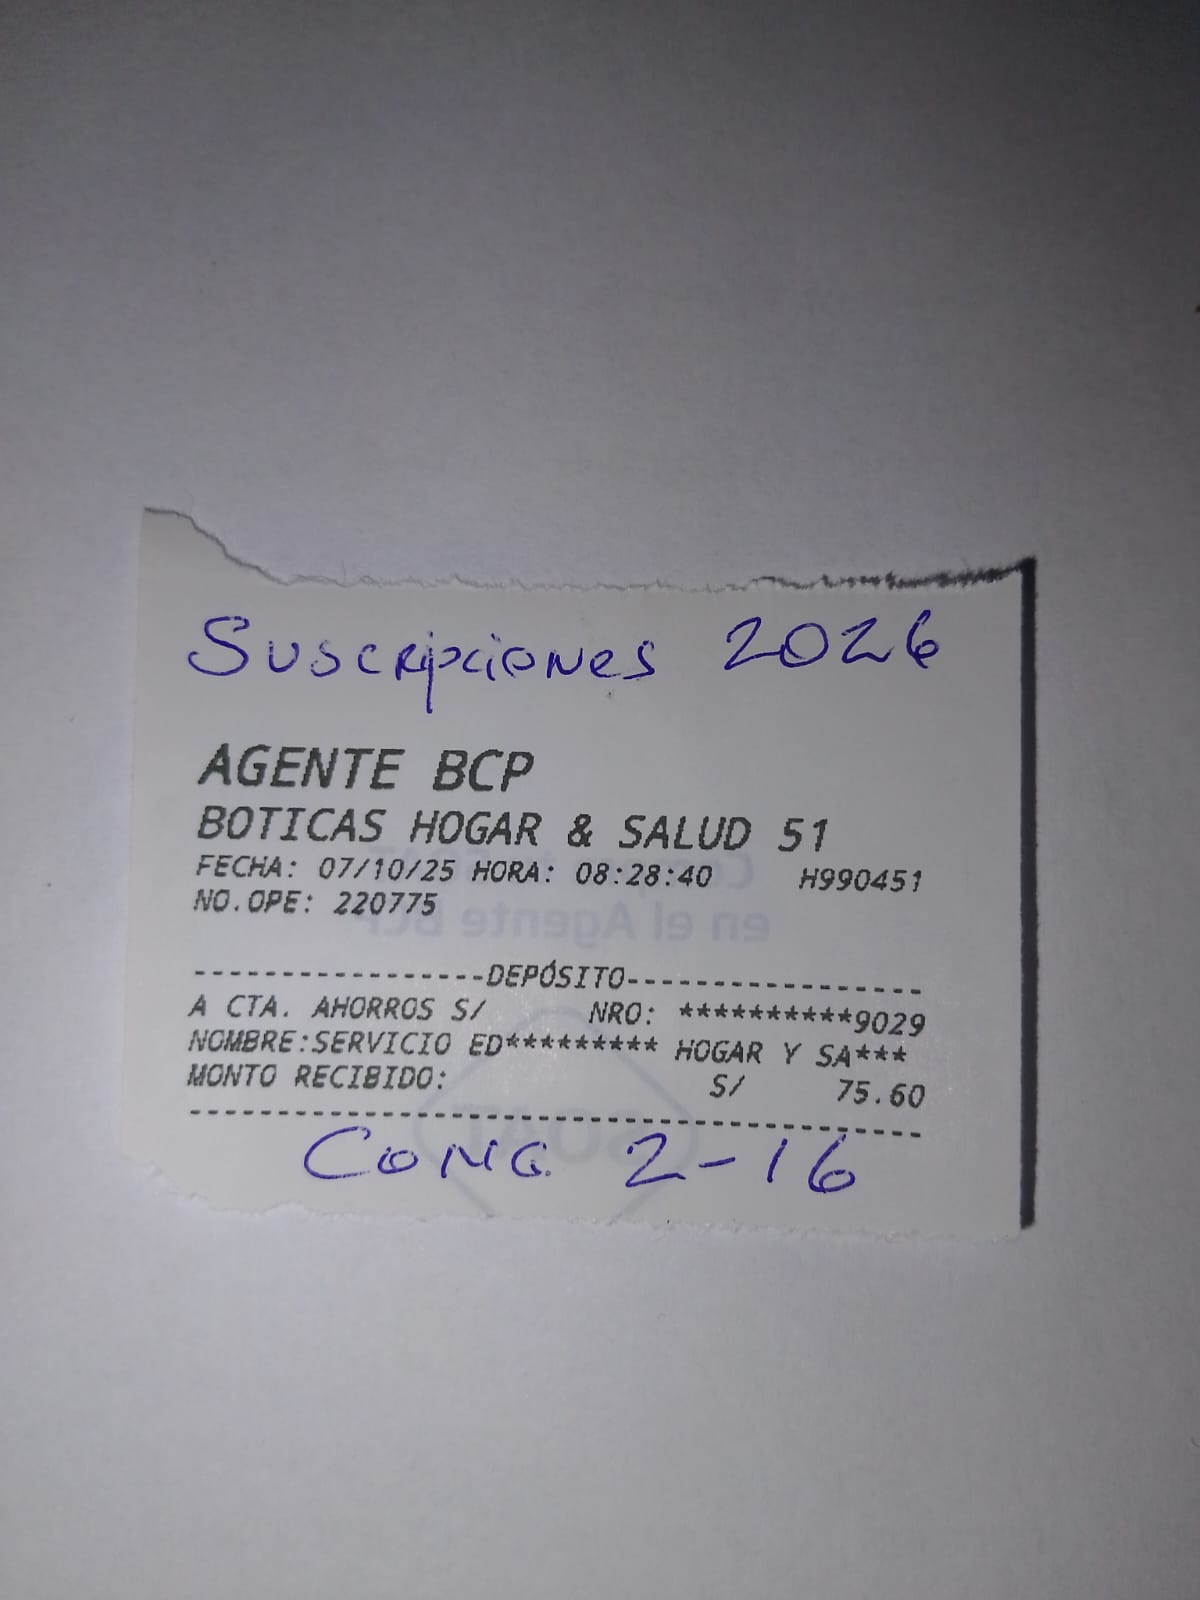 Suscripciones 2026
AGENTE BCP
BOTICAS HOGAR & SALUD 51
FECHA: 07/10/25 HORA: 08:28:40 H990451
NO.OPE: 220775
-----------------DEPÓSITO-----------------
A CTA. AHORROS S/ NRO: **********9029
NOMBRE:SERVICIO ED********* HOGAR Y SA***
MONTO RECIBIDO: S/ 75.60
CONG. 2-16